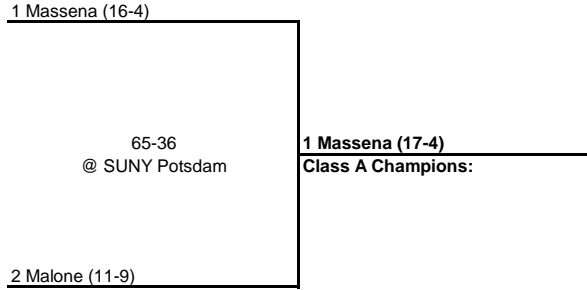 1 Massena (16-4)
65-36
@ SUNY Potsdam
1 Massena (17-4)
Class A Champions:
2 Malone (11-9)